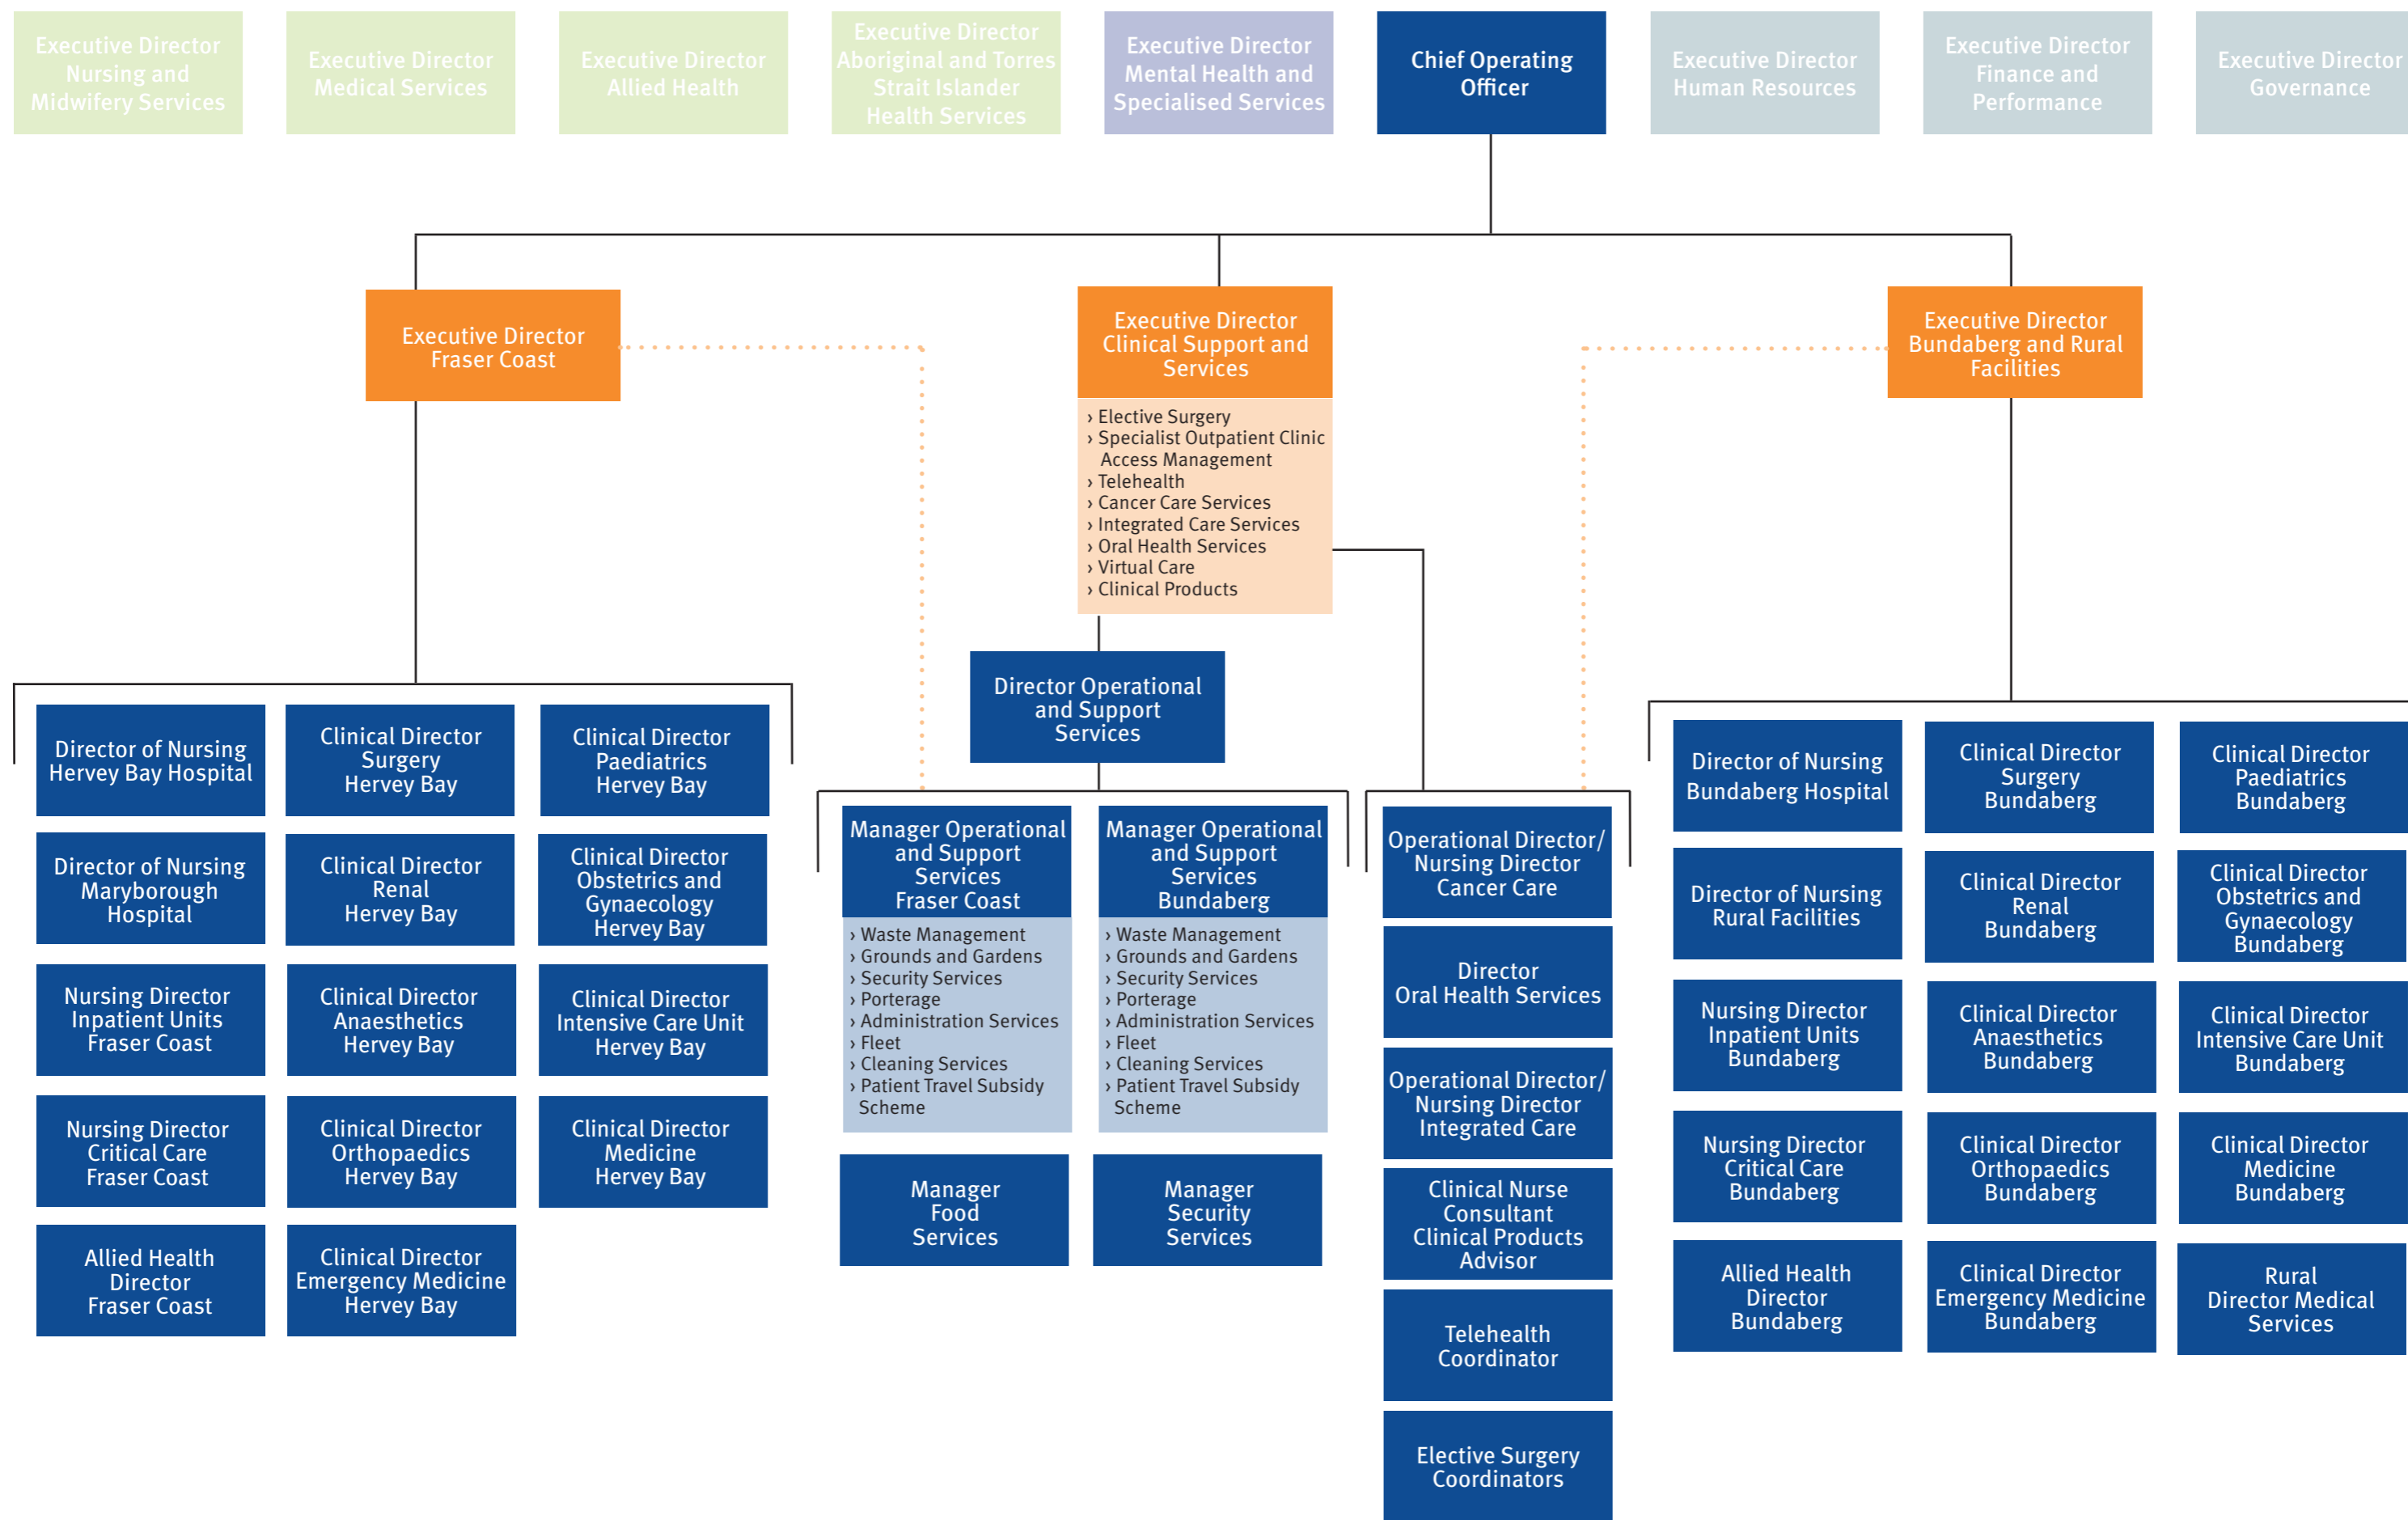 Executive Director
Nursing and
Midwifery Services
Executive Director
Medical Services
Executive Director
Allied Health
Executive Director
Aboriginal and Torres
Strait Islander
Health Services
Executive Director
Mental Health and
Specialised Services
Chief Operating
Officer
Executive Director
Human Resources
Executive Director
Finance and
Performance
Executive Director
Governance
Executive Director
Fraser Coast
Executive Director
Clinical Support and
Services
› Elective Surgery
› Specialist Outpatient Clinic
Access Management
› Telehealth
› Cancer Care Services
› Integrated Care Services
› Oral Health Services
› Virtual Care
› Clinical Products
Executive Director
Bundaberg and Rural
Facilities
Director of Nursing
Hervey Bay Hospital
Clinical Director
Surgery
Hervey Bay
Clinical Director
Paediatrics
Hervey Bay
Director of Nursing
Maryborough
Hospital
Clinical Director
Renal
Hervey Bay
Clinical Director
Obstetrics and
Gynaecology
Hervey Bay
Nursing Director
Inpatient Units
Fraser Coast
Clinical Director
Anaesthetics
Hervey Bay
Clinical Director
Intensive Care Unit
Hervey Bay
Nursing Director
Critical Care
Fraser Coast
Clinical Director
Orthopaedics
Hervey Bay
Clinical Director
Medicine
Hervey Bay
Allied Health
Director
Fraser Coast
Clinical Director
Emergency Medicine
Hervey Bay
Director Operational
and Support
Services
Manager Operational
and Support
Services
Fraser Coast
› Waste Management
› Grounds and Gardens
› Security Services
› Porterage
› Administration Services
› Fleet
› Cleaning Services
› Patient Travel Subsidy
Scheme
Manager Operational
and Support
Services
Bundaberg
› Waste Management
› Grounds and Gardens
› Security Services
› Porterage
› Administration Services
› Fleet
› Cleaning Services
› Patient Travel Subsidy
Scheme
Manager
Food
Services
Manager
Security
Services
Operational Director/
Nursing Director
Cancer Care
Director
Oral Health Services
Operational Director/
Nursing Director
Integrated Care
Clinical Nurse
Consultant
Clinical Products
Advisor
Telehealth
Coordinator
Elective Surgery
Coordinators
Director of Nursing
Bundaberg Hospital
Clinical Director
Surgery
Bundaberg
Clinical Director
Paediatrics
Bundaberg
Director of Nursing
Rural Facilities
Clinical Director
Renal
Bundaberg
Clinical Director
Obstetrics and
Gynaecology
Bundaberg
Nursing Director
Inpatient Units
Bundaberg
Clinical Director
Anaesthetics
Bundaberg
Clinical Director
Intensive Care Unit
Bundaberg
Nursing Director
Critical Care
Bundaberg
Clinical Director
Orthopaedics
Bundaberg
Clinical Director
Medicine
Bundaberg
Allied Health
Director
Bundaberg
Clinical Director
Emergency Medicine
Bundaberg
Rural
Director Medical
Services